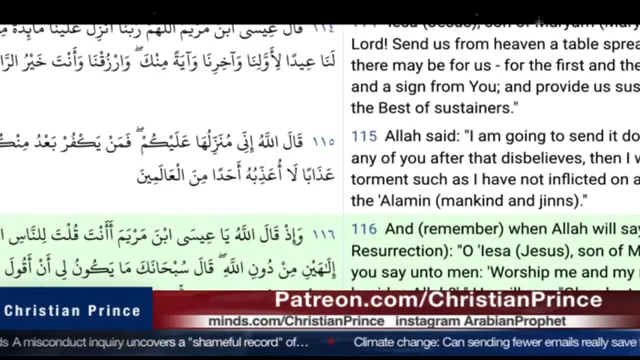 ١١٤ قَالَ عِيسَى ابْنُ مَرْيَمَ اللَّهُمَّ رَبَّنَا أَنْزِلْ عَلَيْنَا مَائِدَةً
لَنَا عِيدًا لِأَوَّلِنَا وَآخِرِنَا وَآيَةً مِنْكَ ۖ وَارْزُقْنَا وَأَنْتَ خَيْرُ
Lord! Send us from heaven a table sprea
there may be for us - for the first and the
and a sign from You; and provide us sus
the Best of sustainers."
١١٥ قَالَ اللَّهُ إِنِّي مُنَزِّلُهَا عَلَيْكُمْ ۖ فَمَنْ يَكْفُرْ بَعْدُ
عَذَابًا لَا أُعَذِّبُهُ أَحَدًا مِنَ الْعَالَمِينَ
115 Allah said: "I am going to send it do
any of you after that disbelieves, then I w
torment such as I have not inflicted on a
the 'Alamin (mankind and jinns)."
١١٦ وَإِذْ قَالَ اللَّهُ يَا عِيسَى ابْنَ مَرْيَمَ أَأَنْتَ قُلْتَ لِلنَّاسِ
إِلَٰهَيْنِ مِنْ دُونِ اللَّهِ ۖ قَالَ سُبْحَانَكَ مَا يَكُونُ لِي أَنْ أَقُولَ
116 And (remember) when Allah will say
Resurrection): "O 'Iesa (Jesus), son of M
you say unto men: 'Worship me and my
Christian Prince
Patreon.com/ChristianPrince
minds.com/ChristianPrince instagram ArabianProphet
A misconduct inquiry uncovers a "shameful record" of...
Climate change: Can sending fewer emails really save